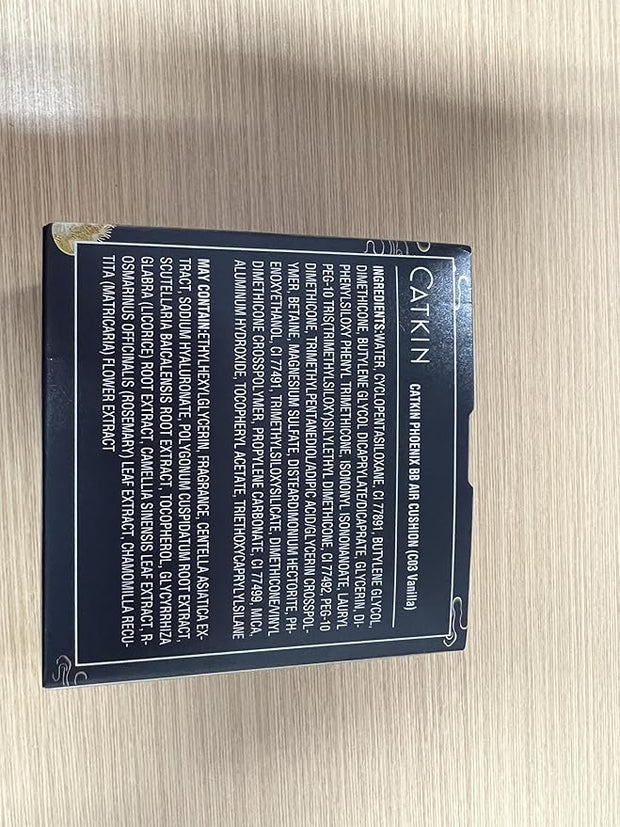 CATKIN
CATKIN PHOENIX BB AIR CUSHION (C03 Vanilla)
INGREDIENTS:WATER, CYCLOPENTASILOXANE, CI 77891, BUTYLENE GLYCOL,
DIMETHICONE, BUTYLENE GLYCOL DICAPRYLATE/DICAPRATE, GLYCERIN, DI-
PHENYLSILOXY PHENYL TRIMETHICONE, ISONONYL ISONONANOATE, LAURYL
PEG-10 TRIS(TRIMETHYLSILOXY)SILYLETHYL DIMETHICONE, CI 77492, PEG-10
DIMETHICONE, TRIMETHYLPENTANEDIOL/ADIPIC ACID/GLYCERIN CROSSPOL-
YMER, BETAINE, MAGNESIUM SULFATE, DISTEARDIMONIUM HECTORITE, PH-
ENOXYETHANOL, CI 77491, TRIMETHYLSILOXYSILICATE, DIMETHICONE/VINYL
DIMETHICONE CROSSPOLYMER, PROPYLENE CARBONATE, CI 77499, MICA,
ALUMINUM HYDROXIDE, TOCOPHERYL ACETATE, TRIETHOXYCAPRYLYLSILANE
MAY CONTAIN:ETHYLHEXYLGLYCERIN, FRAGRANCE, CENTELLA ASIATICA EX-
TRACT, SODIUM HYALURONATE, POLYGONUM CUSPIDATUM ROOT EXTRACT,
SCUTELLARIA BAICALENSIS ROOT EXTRACT, TOCOPHEROL, GLYCYRRHIZA
GLABRA (LICORICE) ROOT EXTRACT, CAMELLIA SINENSIS LEAF EXTRACT, R-
OSMARINUS OFFICINALIS (ROSEMARY) LEAF EXTRACT, CHAMOMILLA RECU-
TITA (MATRICARIA) FLOWER EXTRACT